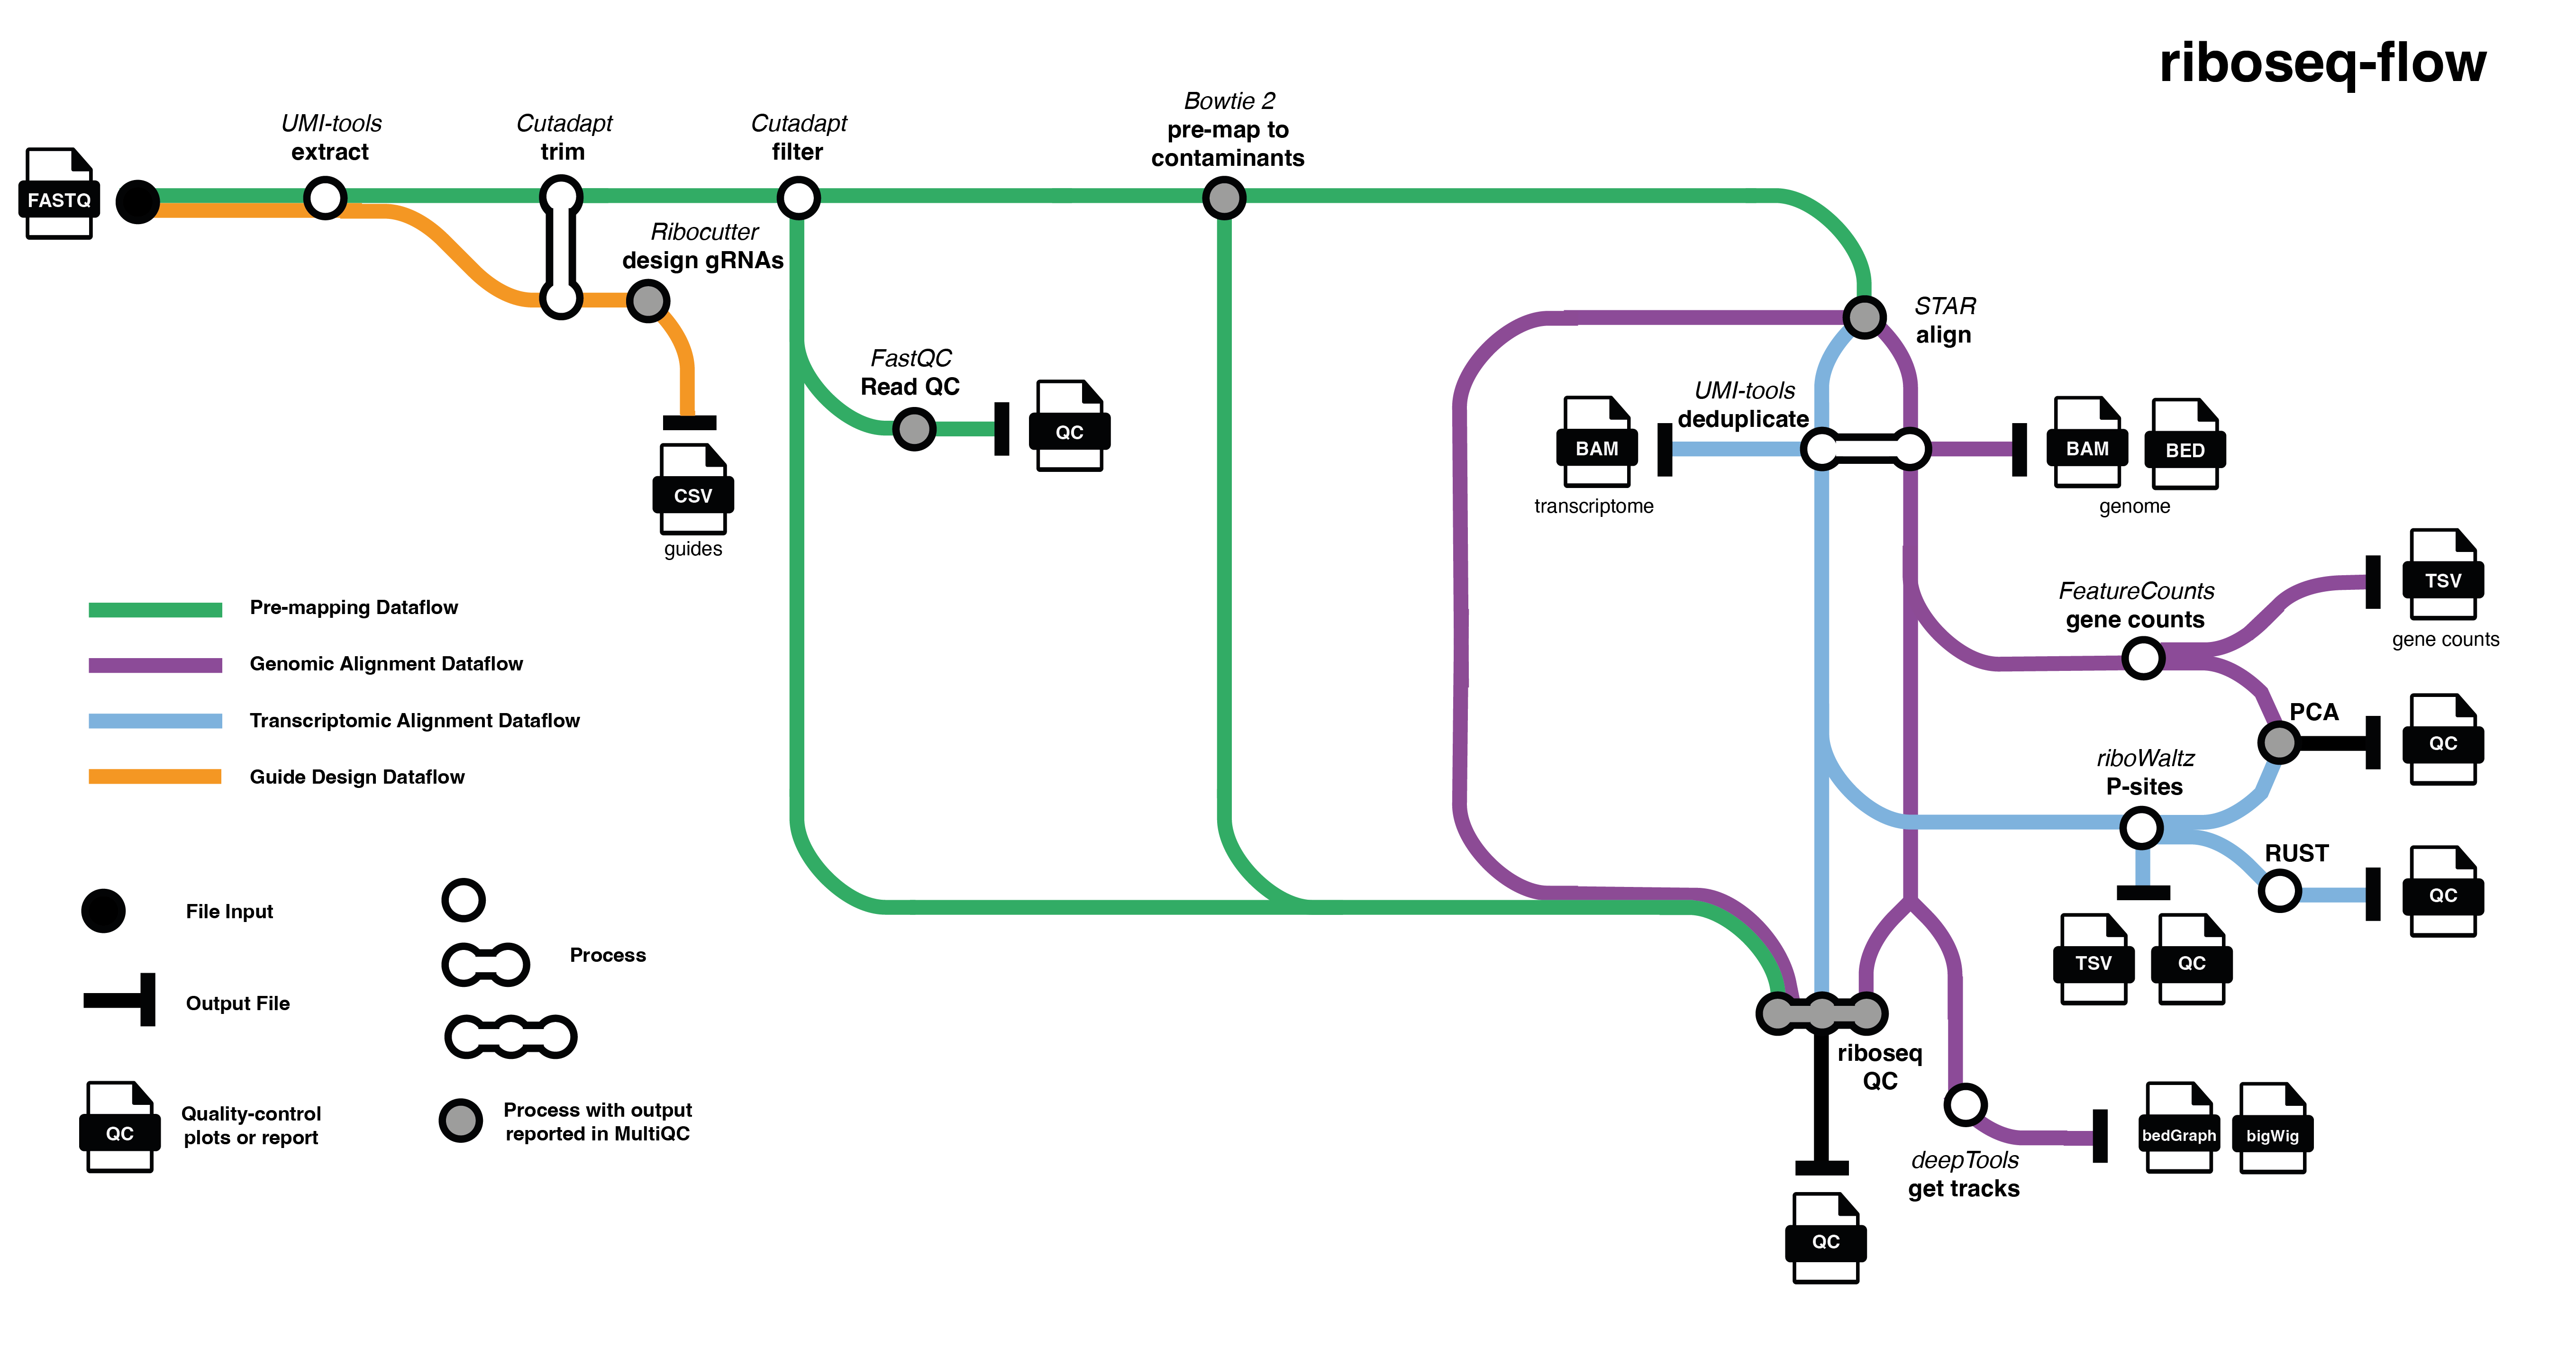 riboseq-flow
FASTQ
UMI-tools
extract
Cutadapt
trim
Cutadapt
filter
Bowtie 2
pre-map to
contaminants
Ribocutter
design gRNAs
CSV
guides
FastQC
Read QC
QC
STAR
align
UMI-tools
deduplicate
BAM
transcriptome
BAM
BED
genome
FeatureCounts
gene counts
TSV
gene counts
PCA
QC
riboWaltz
P-sites
TSV
QC
RUST
QC
riboseq
QC
QC
deepTools
get tracks
bedGraph
bigWig
Pre-mapping Dataflow
Genomic Alignment Dataflow
Transcriptomic Alignment Dataflow
Guide Design Dataflow
File Input
Output File
QC
Quality-control
plots or report
Process
Process with output
reported in MultiQC